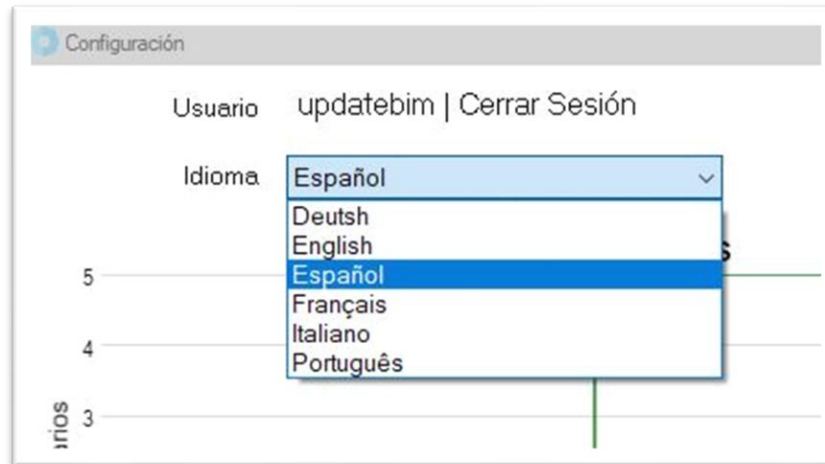 Configuración
Usuario updatebim | Cerrar Sesión
Idioma Español
Deutsh
English
Español
Français
Italiano
Português
5
4
3